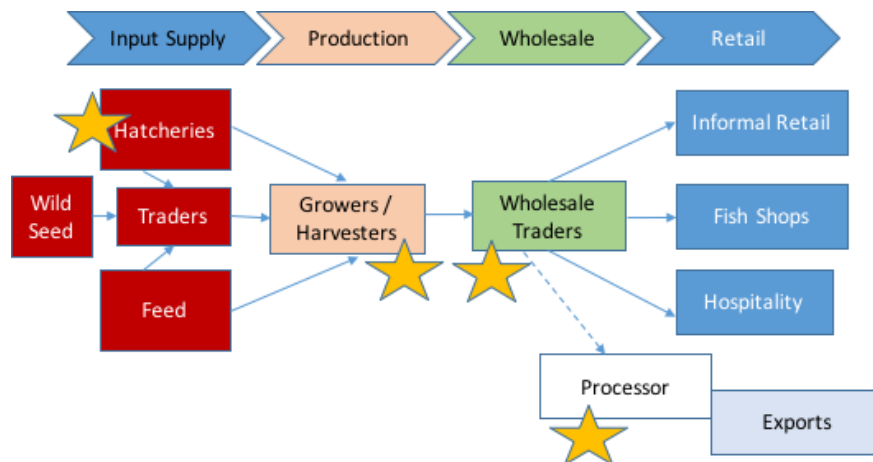 Input Supply
Production
Wholesale
Retail
Hatcheries
Wild
Seed
Traders
Feed
Growers /
Harvesters
Wholesale
Traders
Informal Retail
Fish Shops
Hospitality
Processor
Exports